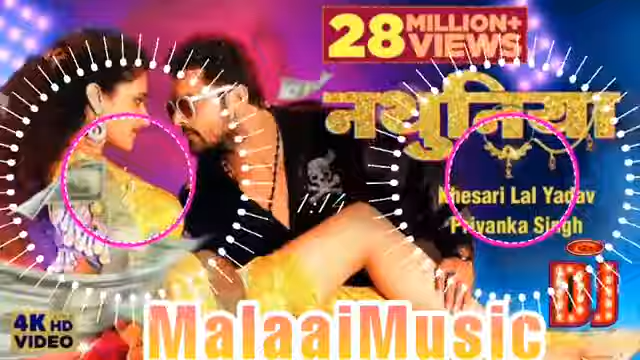 28 MILLION+
VIEWS
नथुनिया
Khesari Lal Yadav
Priyanka Singh
DJ
4K HD
VIDEO
MalaaiMusic